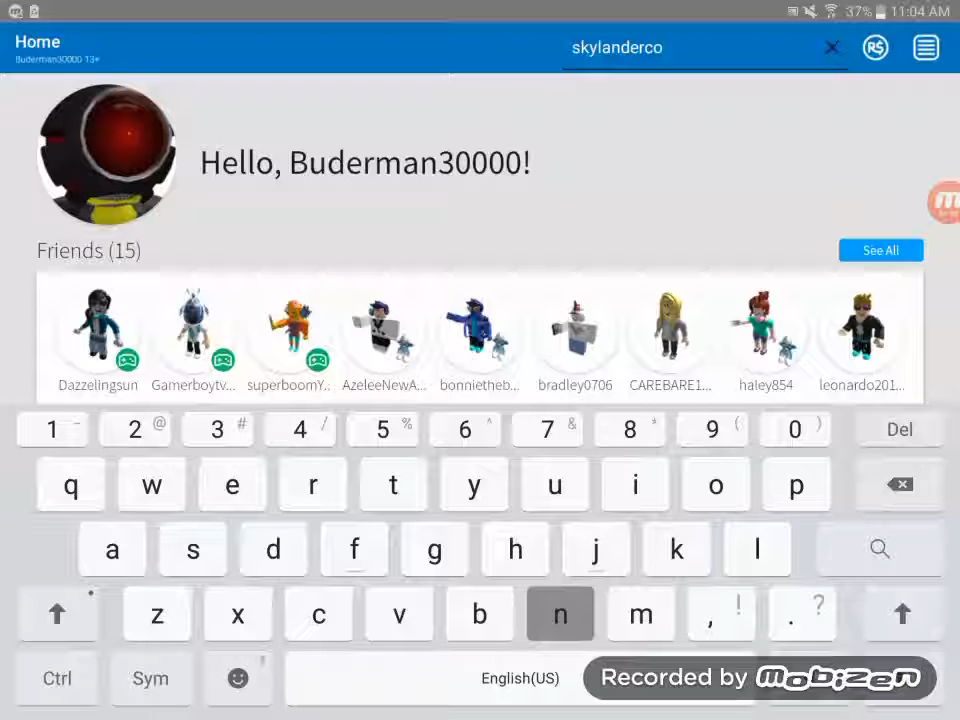 37% 11:04 AM
Home
Buderman30000 13+
skylanderco
R$
Hello, Buderman30000!
Friends (15)
See All
Dazzelingsun Gamerboytv... superboomY.. AzeleeNewA... bonnietheb... bradley0706 CAREBARE1... haley854 leonardo201...
1 - 2 @ 3 # 4 / 5 % 6 ^ 7 & 8 * 9 ( 0 ) Del
q w e r t y u i o p
a s d f g h j k l
z x c v b n m , ! . ?
Ctrl Sym English(US)
Recorded by mobizen